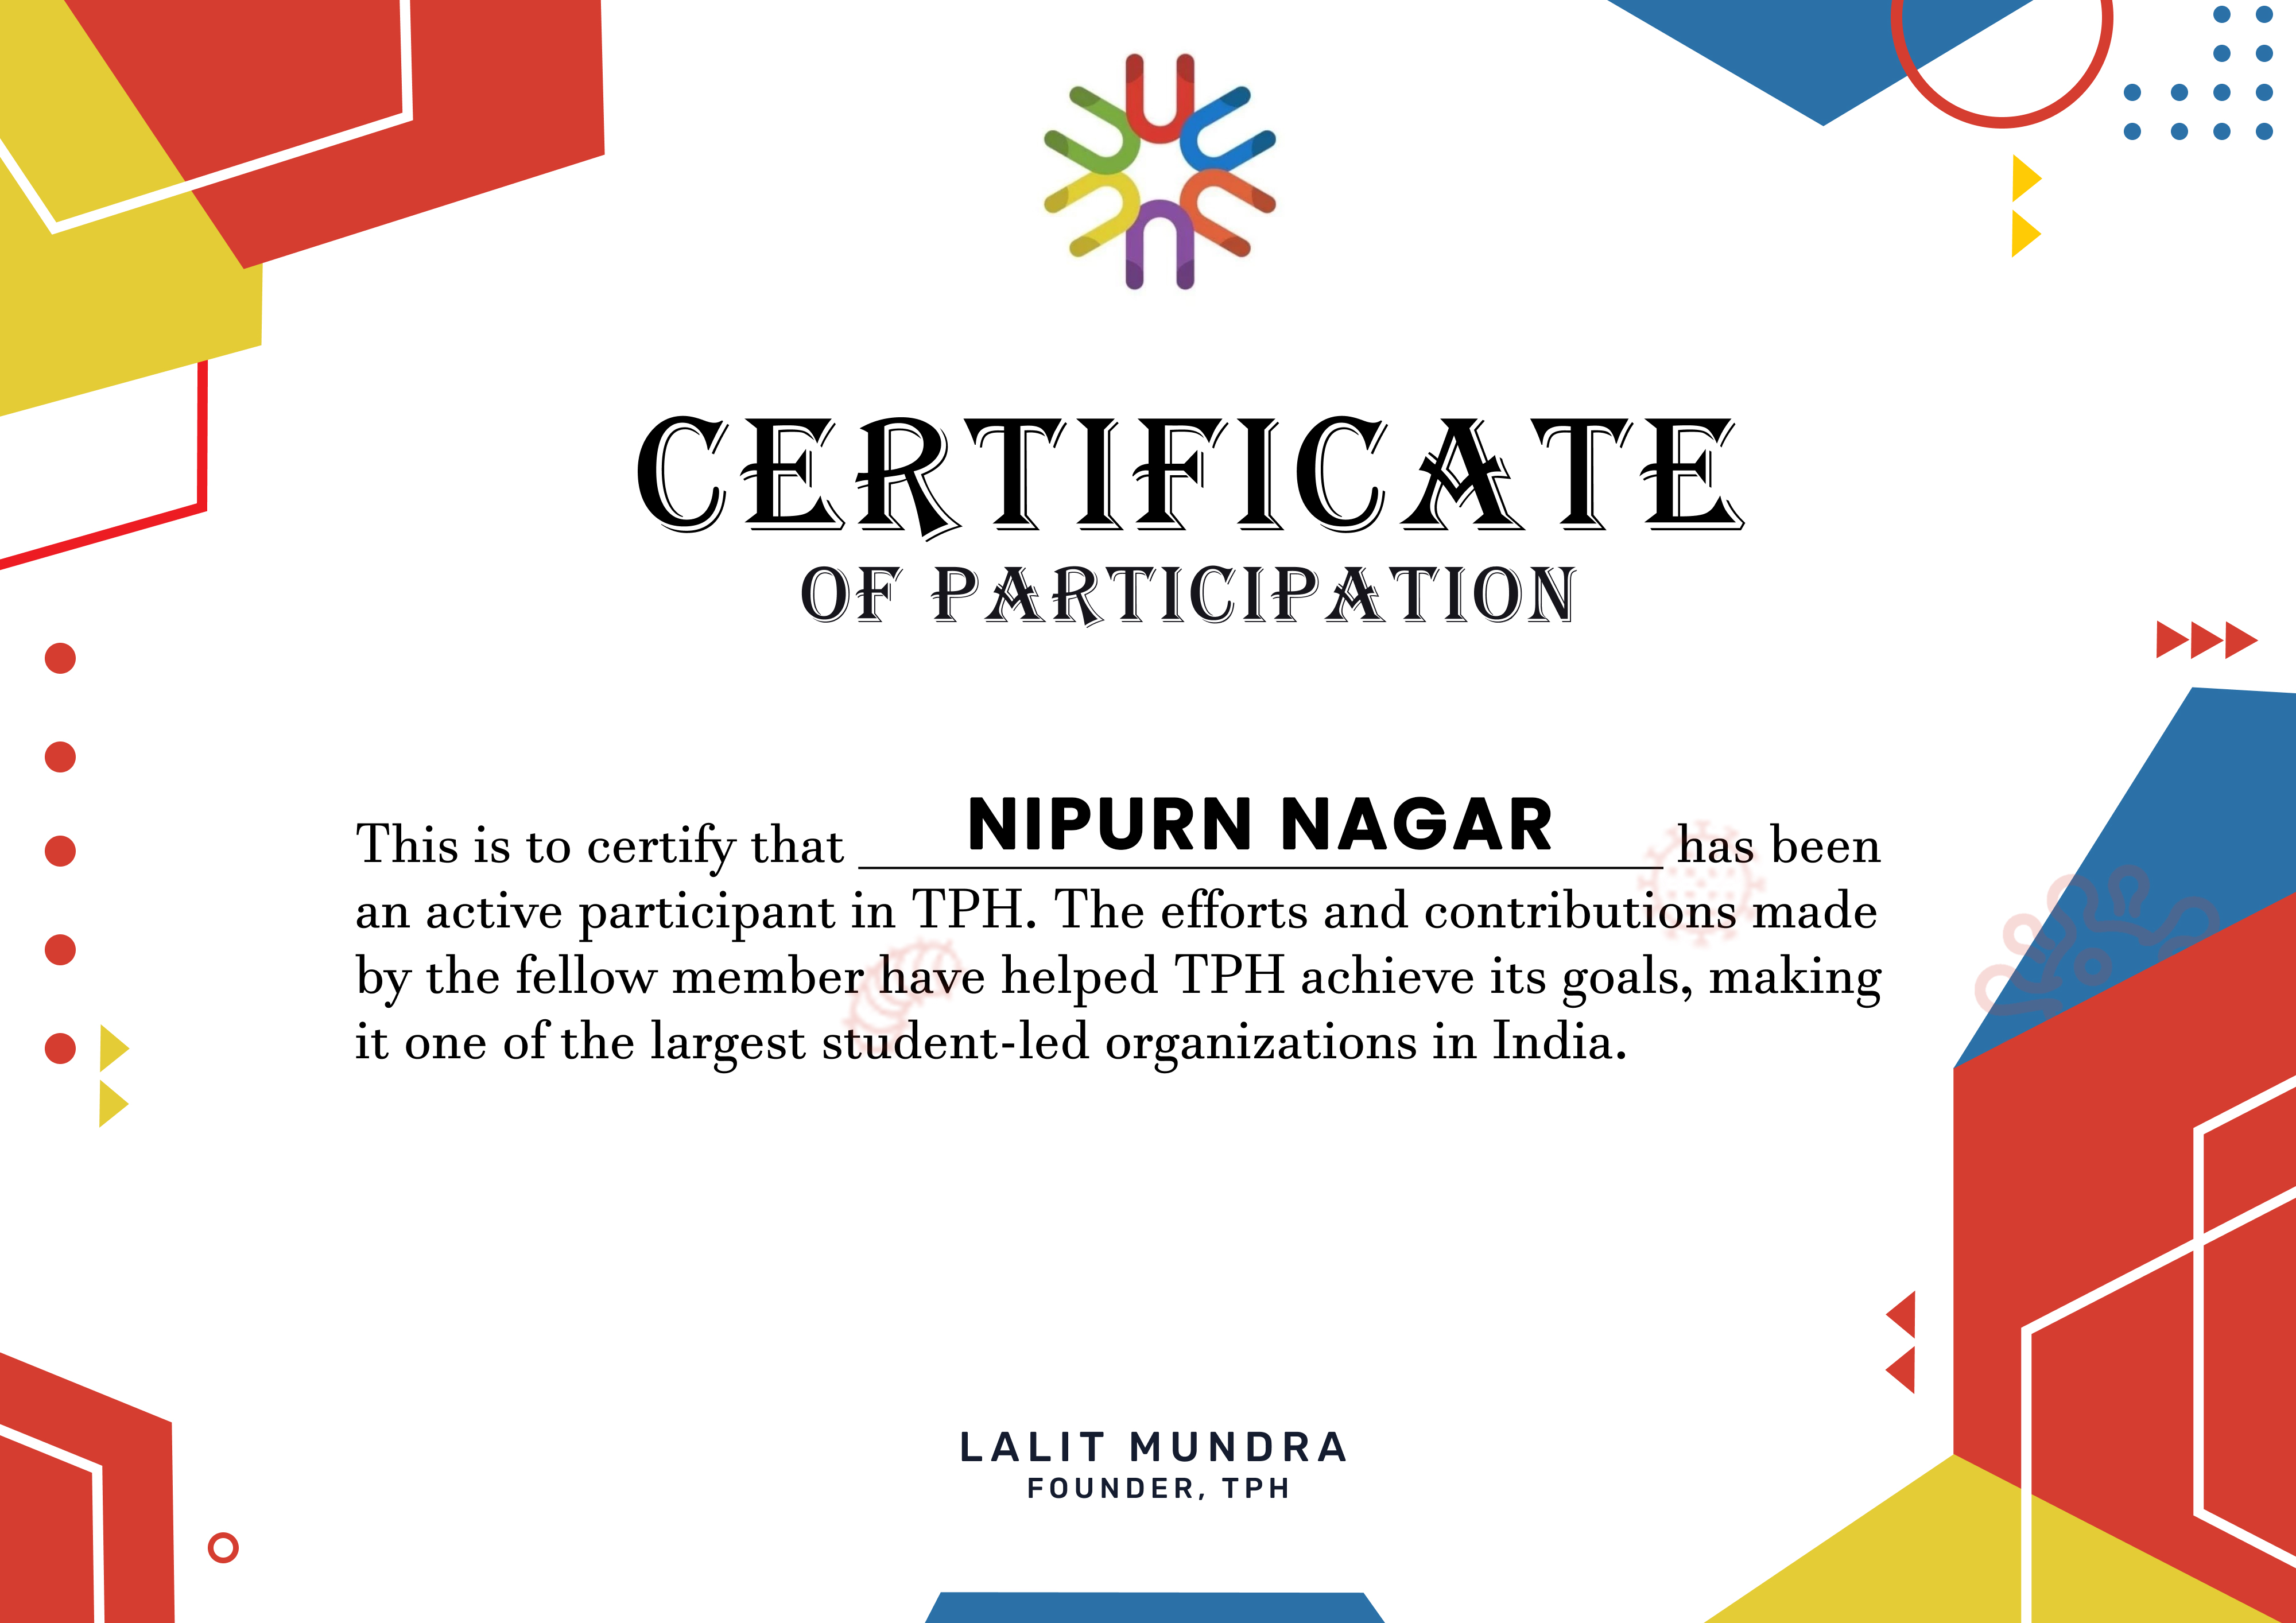 CERTIFICATE
OF PARTICIPATION
This is to certify that NIPURN NAGAR has been
an active participant in TPH. The efforts and contributions made
by the fellow member have helped TPH achieve its goals, making
it one of the largest student-led organizations in India.
LALIT MUNDRA
FOUNDER, TPH